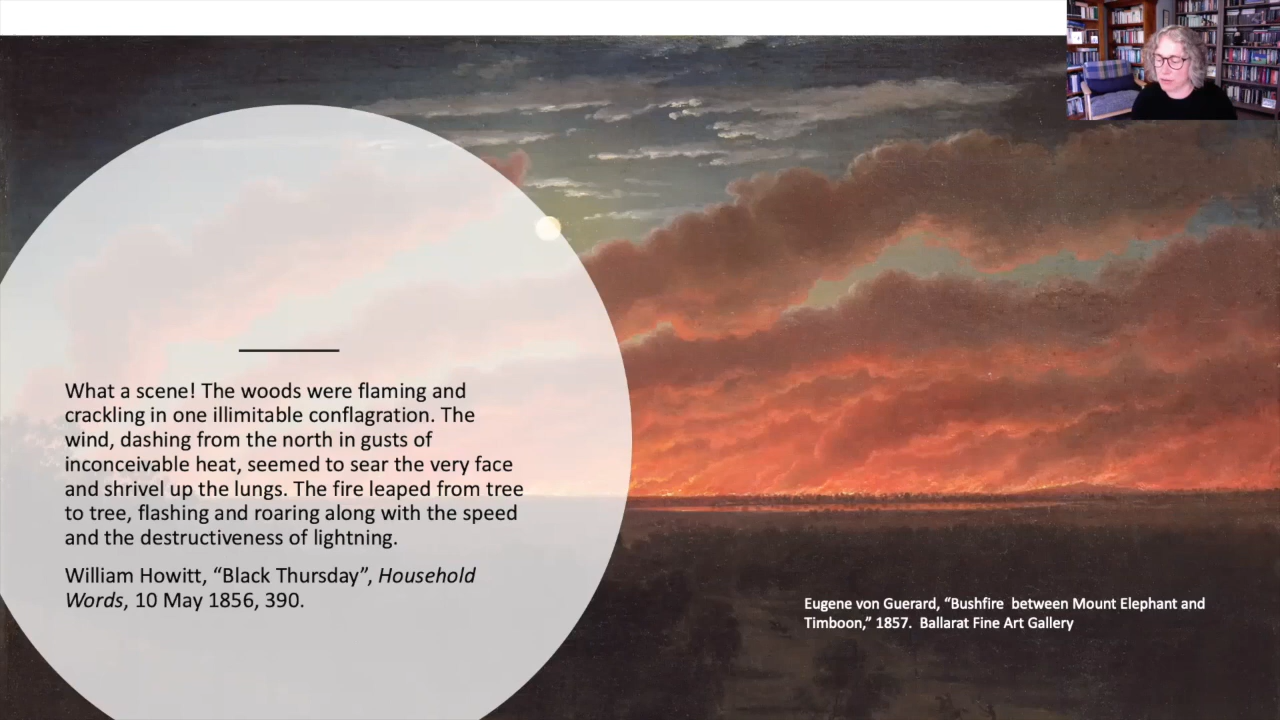 What a scene! The woods were flaming and
crackling in one illimitable conflagration. The
wind, dashing from the north in gusts of
inconceivable heat, seemed to sear the very face
and shrivel up the lungs. The fire leaped from tree
to tree, flashing and roaring along with the speed
and the destructiveness of lightning.
William Howitt, “Black Thursday”, Household
Words, 10 May 1856, 390.
Eugene von Guerard, “Bushfire  between Mount Elephant and
Timboon,” 1857.  Ballarat Fine Art Gallery